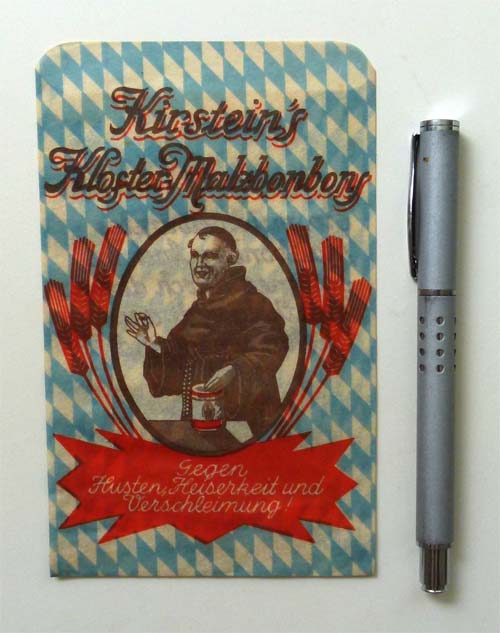 Kirstein's
Kloster-Malzbonbons
Gegen
Husten, Heiserkeit und
Verschleimung!